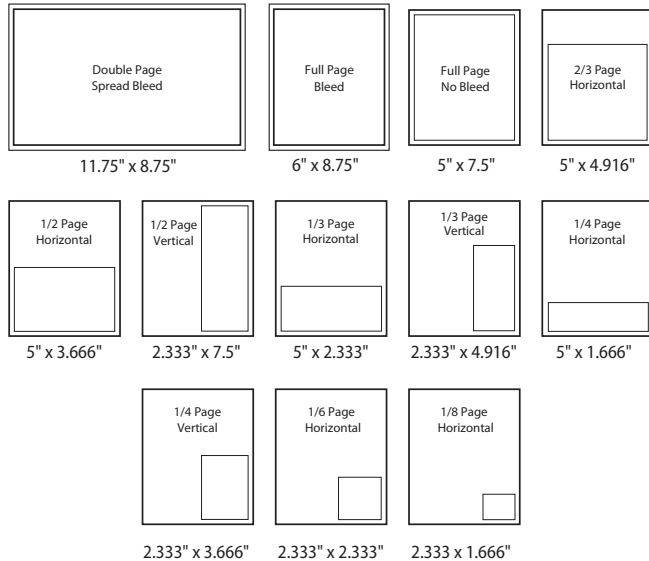 Double Page
Spread Bleed
11.75" x 8.75"
Full Page
Bleed
6" x 8.75"
Full Page
No Bleed
5" x 7.5"
2/3 Page
Horizontal
5" x 4.916"
1/2 Page
Horizontal
5" x 3.666"
1/2 Page
Vertical
2.333" x 7.5"
1/3 Page
Horizontal
5" x 2.333"
1/3 Page
Vertical
2.333" x 4.916"
1/4 Page
Horizontal
5" x 1.666"
1/4 Page
Vertical
2.333" x 3.666"
1/6 Page
Horizontal
2.333" x 2.333"
1/8 Page
Horizontal
2.333 x 1.666"